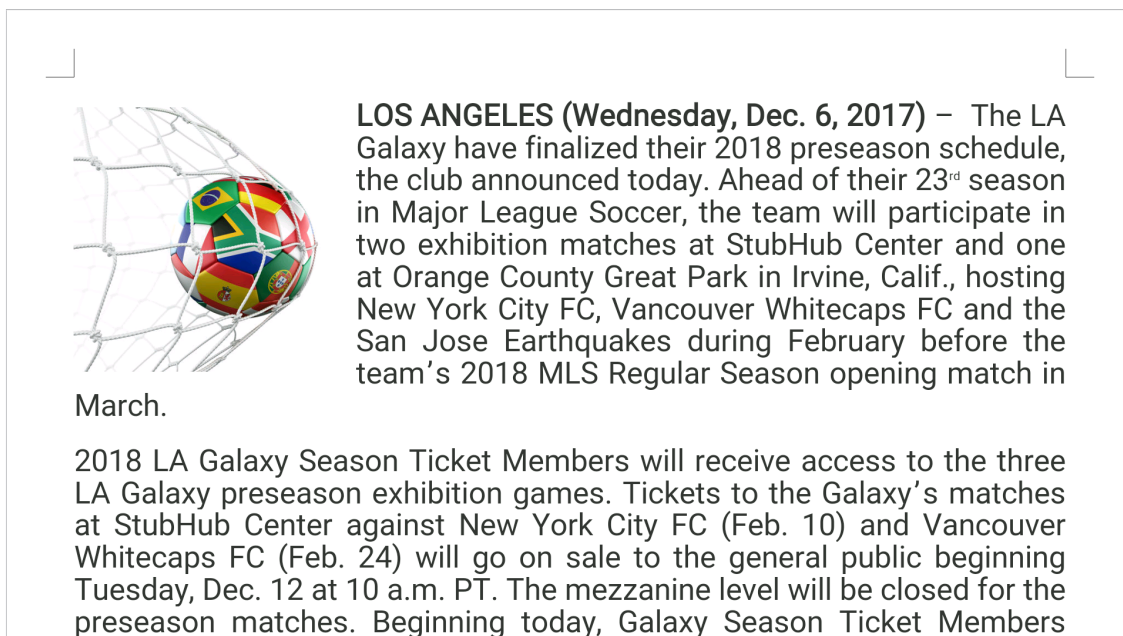 LOS ANGELES (Wednesday, Dec. 6, 2017) – The LA
Galaxy have finalized their 2018 preseason schedule,
the club announced today. Ahead of their 23rd season
in Major League Soccer, the team will participate in
two exhibition matches at StubHub Center and one
at Orange County Great Park in Irvine, Calif., hosting
New York City FC, Vancouver Whitecaps FC and the
San Jose Earthquakes during February before the
team’s 2018 MLS Regular Season opening match in
March.
2018 LA Galaxy Season Ticket Members will receive access to the three
LA Galaxy preseason exhibition games. Tickets to the Galaxy’s matches
at StubHub Center against New York City FC (Feb. 10) and Vancouver
Whitecaps FC (Feb. 24) will go on sale to the general public beginning
Tuesday, Dec. 12 at 10 a.m. PT. The mezzanine level will be closed for the
preseason matches. Beginning today, Galaxy Season Ticket Members